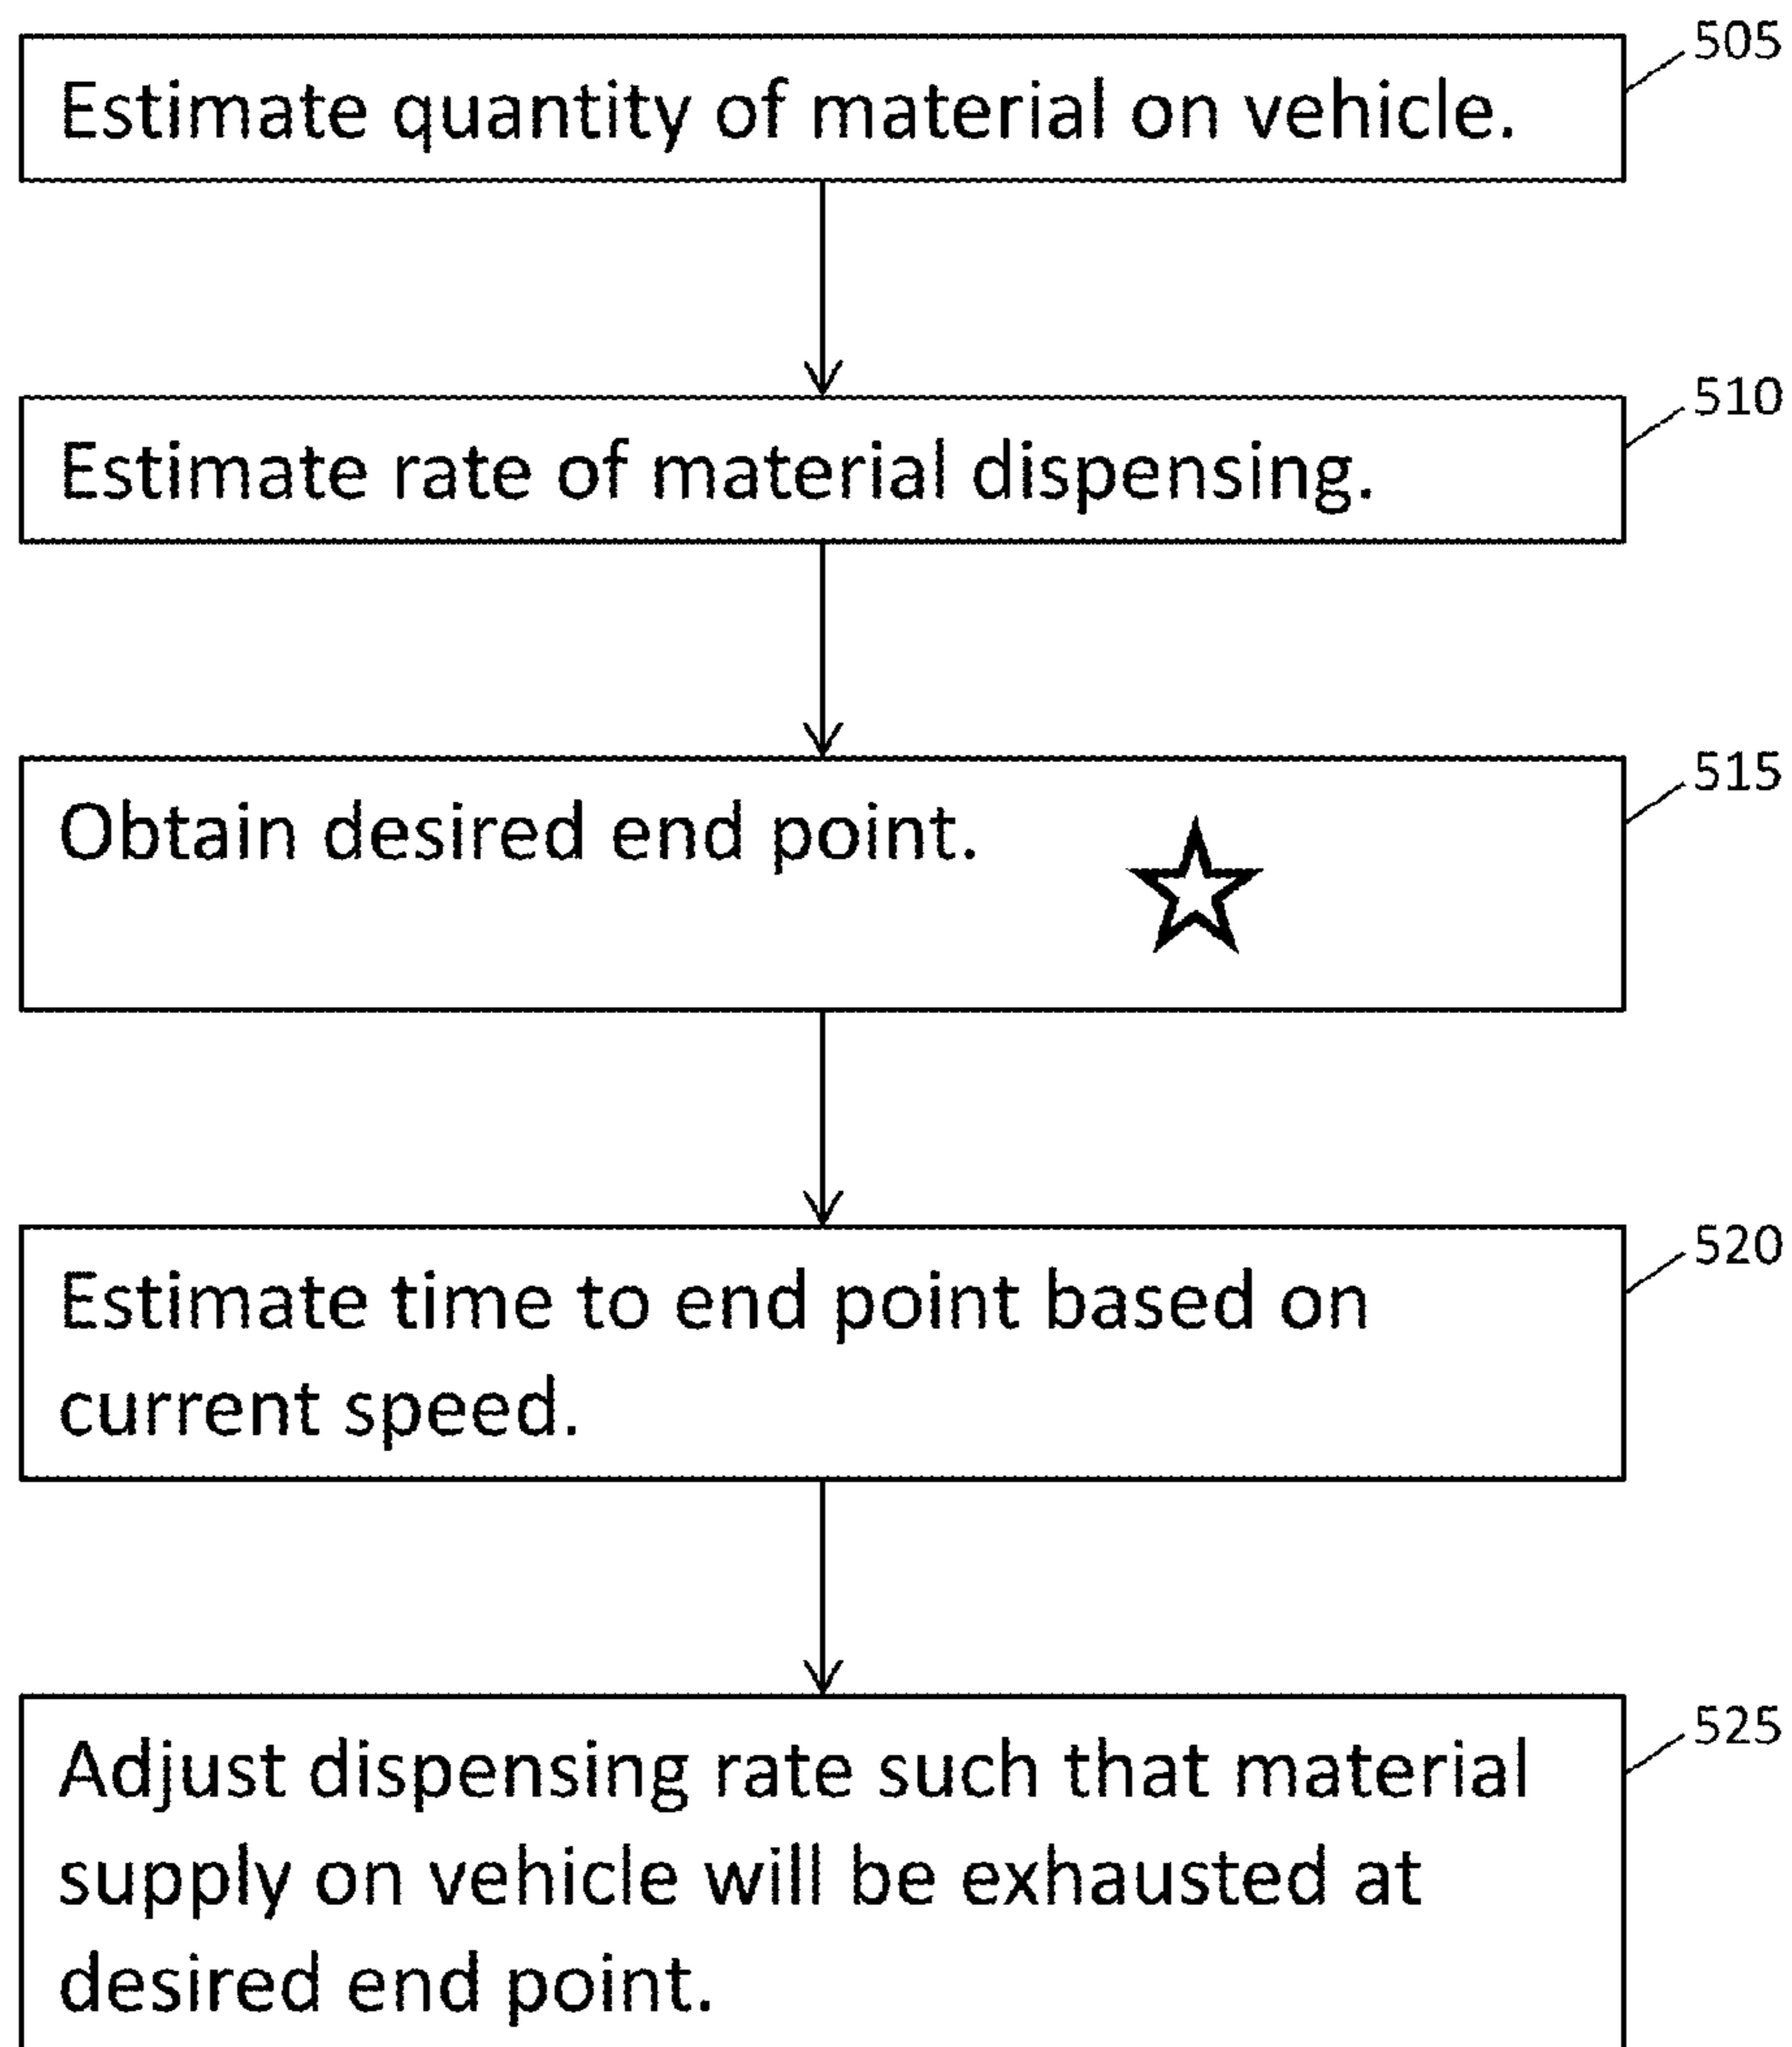 505
Estimate quantity of material on vehicle.
510
Estimate rate of material dispensing.
515
Obtain desired end point.
520
Estimate time to end point based on
current speed.
525
Adjust dispensing rate such that material
supply on vehicle will be exhausted at
desired end point.